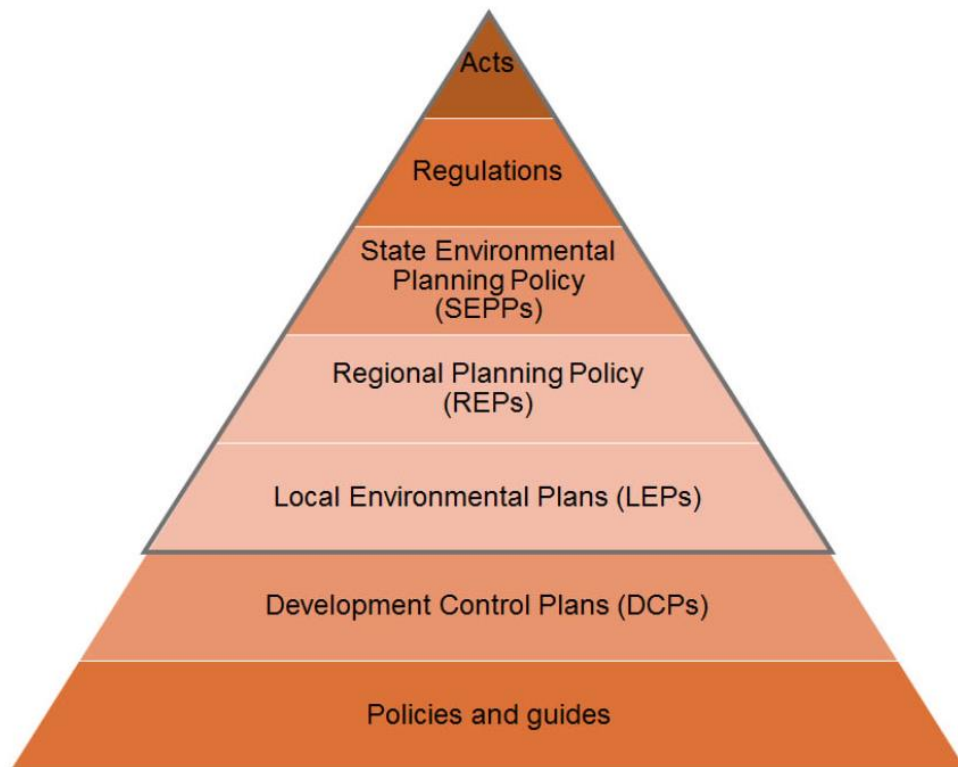 Acts
Regulations
State Environmental
Planning Policy
(SEPPs)
Regional Planning Policy
(REPs)
Local Environmental Plans (LEPs)
Development Control Plans (DCPs)
Policies and guides